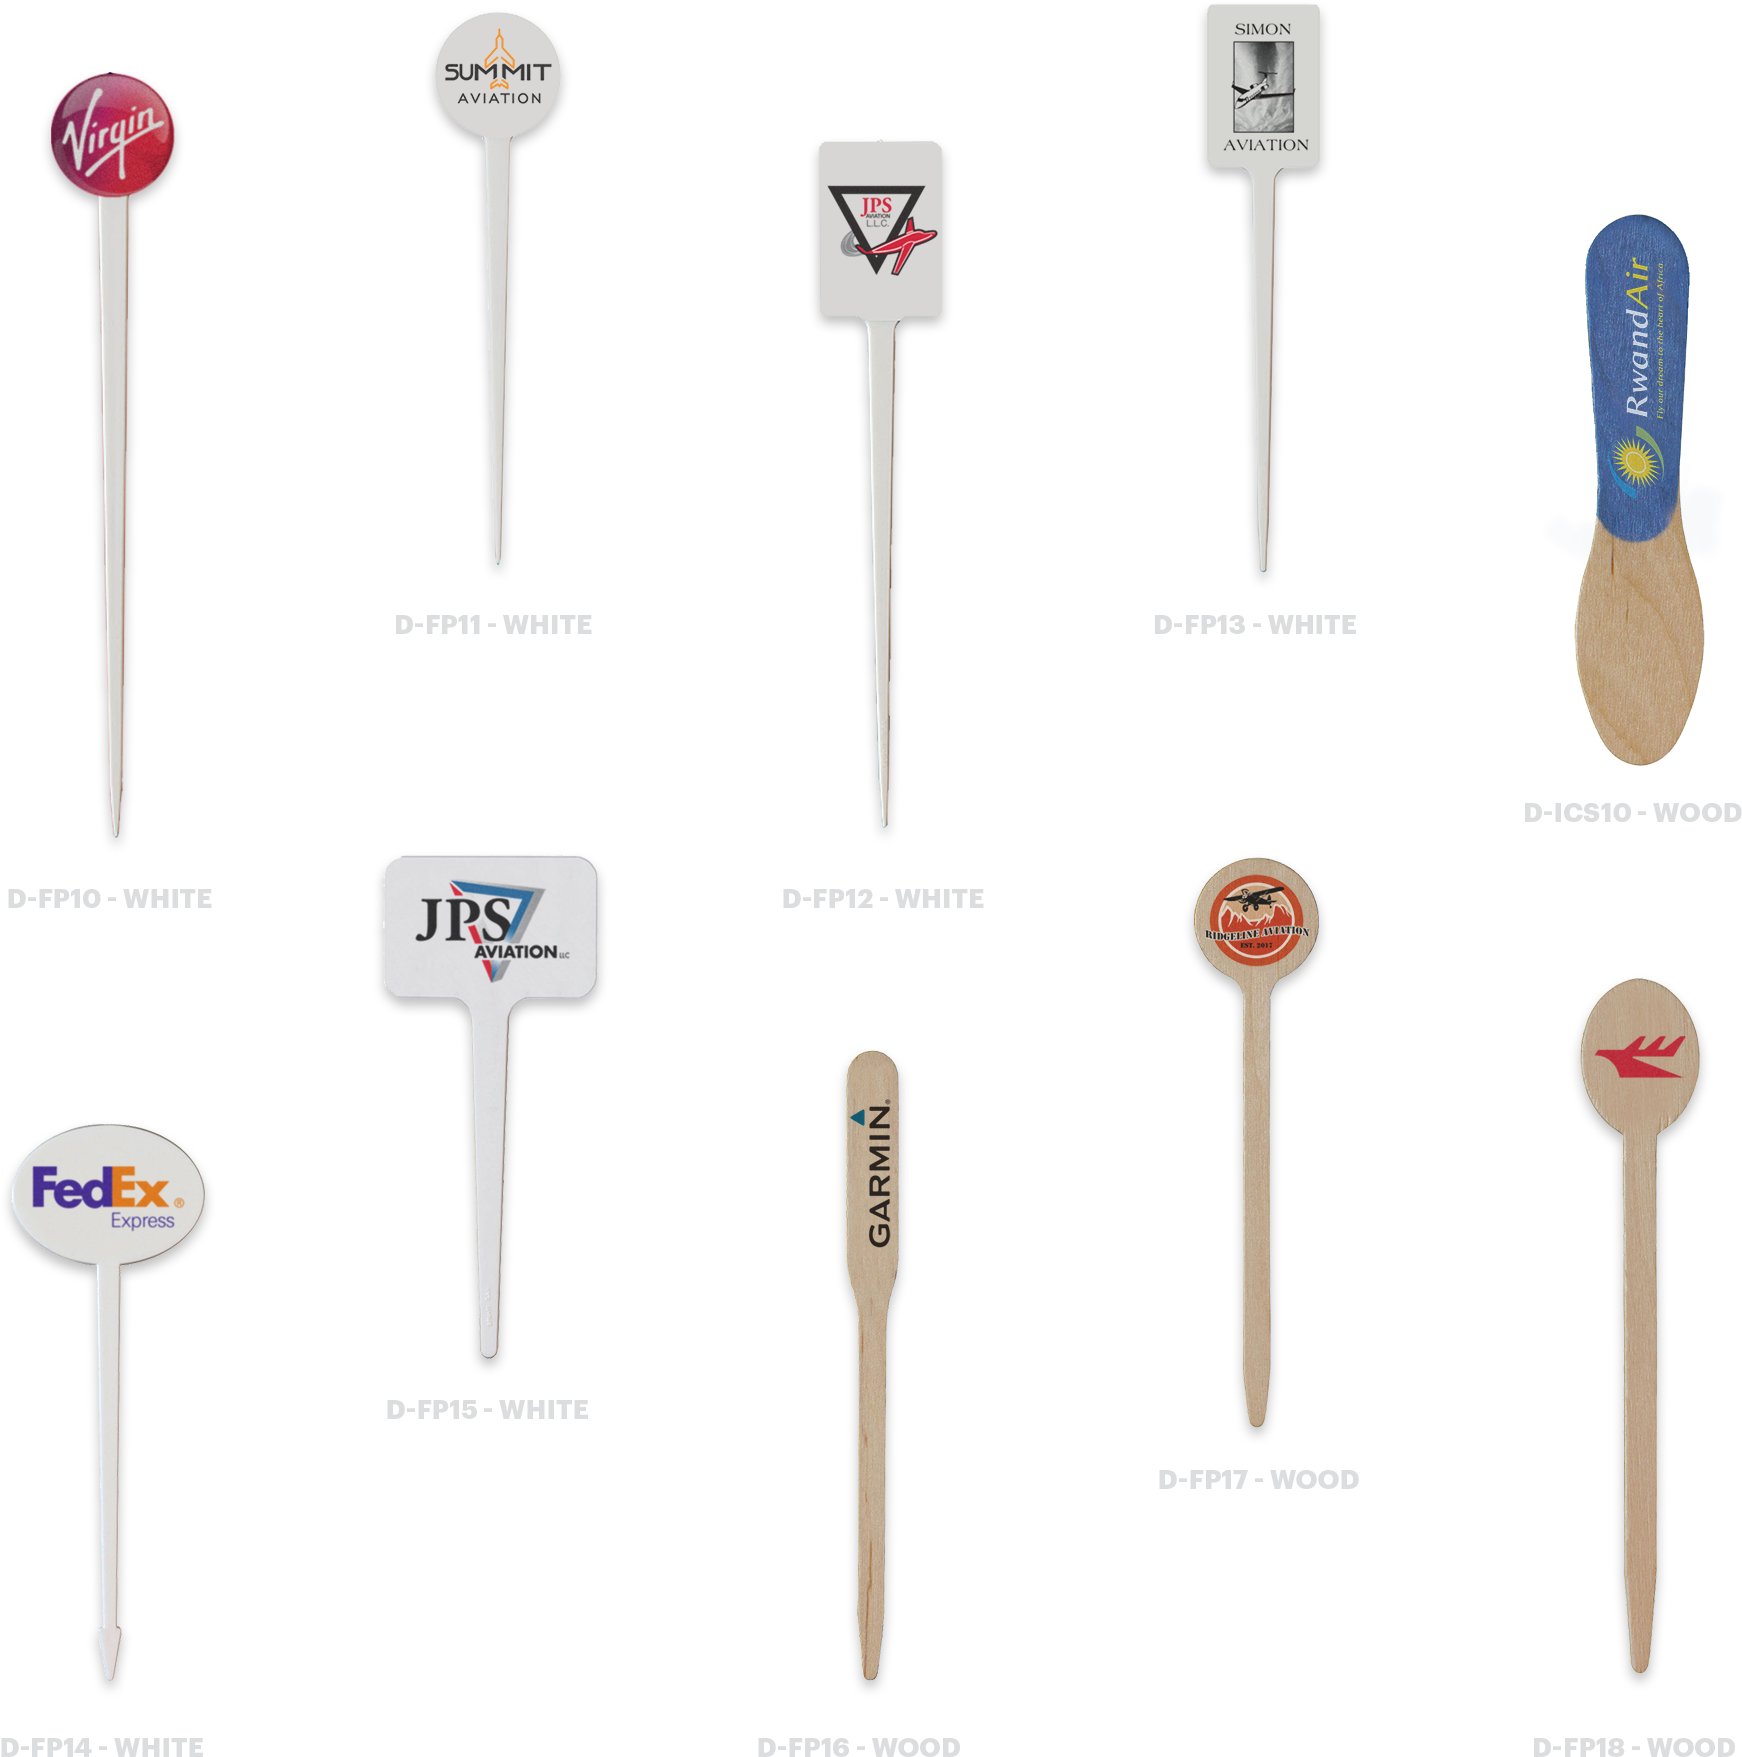 Virgin
SUMMIT
AVIATION
JPS
AVIATION
L.L.C.
SIMON
AVIATION
RwandAir
Fly our dream to the heart of Africa
D-FP11 - WHITE
D-FP13 - WHITE
D-ICS10 - WOOD
D-FP10 - WHITE
D-FP12 - WHITE
JPS
AVIATION LLC
RIDGELINE AVIATION
EST. 2017
FedEx®
Express
GARMIN®
D-FP15 - WHITE
D-FP17 - WOOD
D-FP14 - WHITE
D-FP16 - WOOD
D-FP18 - WOOD